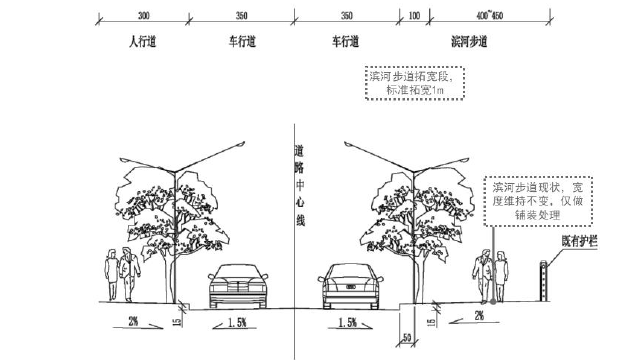 300 350 350 100 400~450
人行道 车行道 车行道 滨河步道
滨河步道拓宽段，
标准拓宽1m
道路中心线
滨河步道现状，宽
度维持不变，仅做
铺装处理
既有护栏
2% 15 1.5% 1.5% 15 2%
50